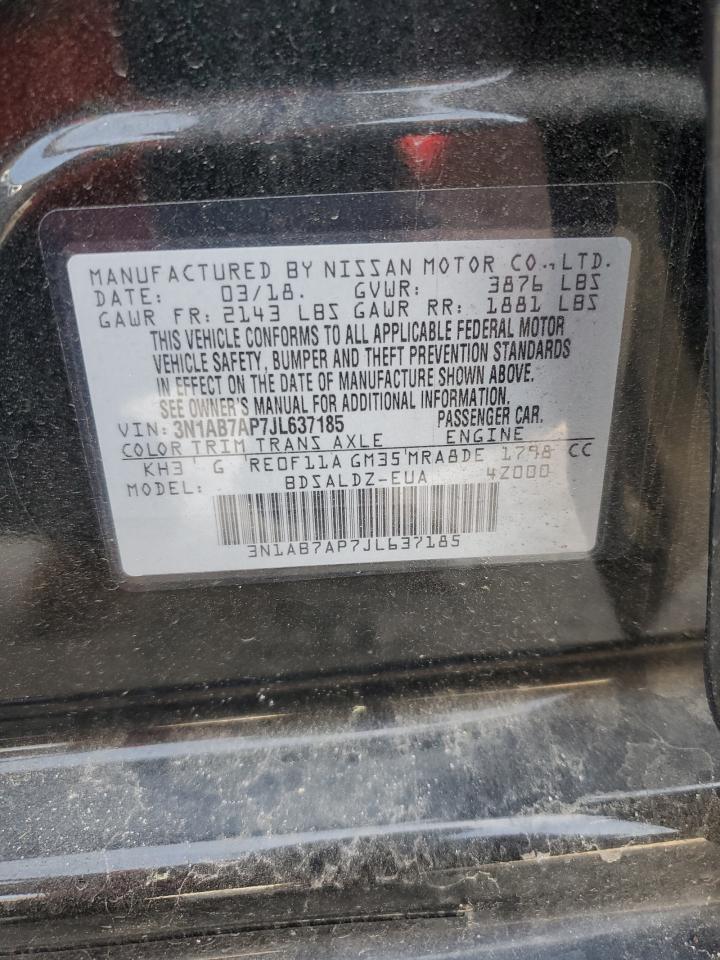 MANUFACTURED BY NISSAN MOTOR CO., LTD.
DATE: 03/18. GVWR: 3876 LBS
GAWR FR: 2143 LBS GAWR RR: 1881 LBS
THIS VEHICLE CONFORMS TO ALL APPLICABLE FEDERAL MOTOR
VEHICLE SAFETY, BUMPER AND THEFT PREVENTION STANDARDS
IN EFFECT ON THE DATE OF MANUFACTURE SHOWN ABOVE.
SEE OWNER'S MANUAL FOR ADDITIONAL INFORMATION.
VIN: 3N1AB7AP7JL637185 PASSENGER CAR.
COLOR TRIM TRANS AXLE ENGINE
KH3 G RE0F11A GM35 MRA8DE 1798 CC
MODEL: BDSALDZ-EUA 4Z000
3N1AB7AP7JL637185